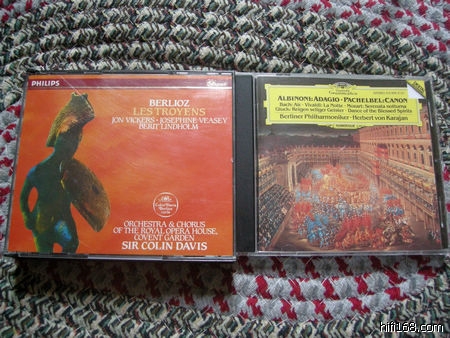 PHILIPS
BERLIOZ
LES TROYENS
JON VICKERS · JOSEPHINE VEASEY
BERIT LINDHOLM
ORCHESTRA & CHORUS
OF THE ROYAL OPERA HOUSE,
COVENT GARDEN
SIR COLIN DAVIS
ALBINONI: ADAGIO · PACHELBEL: CANON
Bach: Air · Vivaldi: La Notte · Mozart: Serenata notturna
Gluck: Reigen seliger Geister · Dance of the Blessed Spirits
Berliner Philharmoniker · Herbert von Karajan
hifi168.com